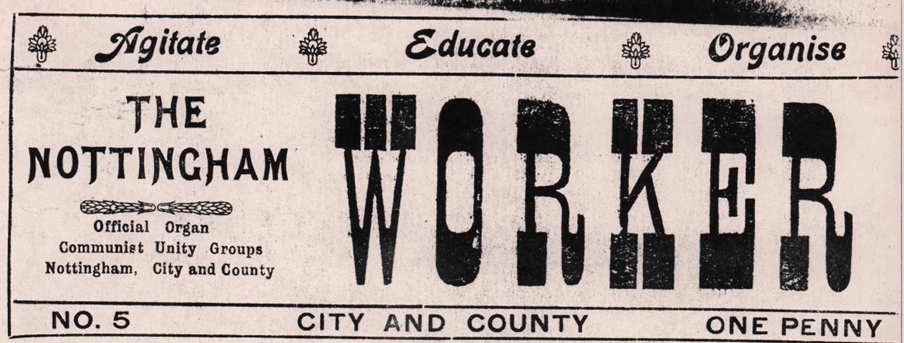 Agitate Educate Organise
THE
NOTTINGHAM
WORKER
Official Organ
Communist Unity Groups
Nottingham, City and County
NO. 5 CITY AND COUNTY ONE PENNY